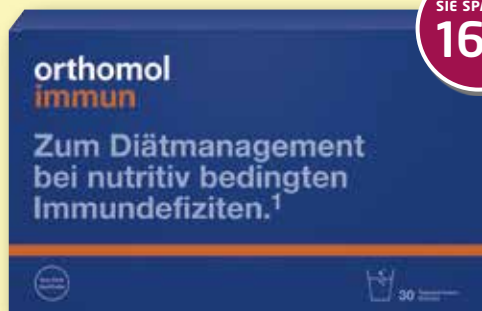 SIE SPA
16
orthomol
immun
Zum Diätmanagement
bei nutritiv bedingten
Immundefiziten.¹
30